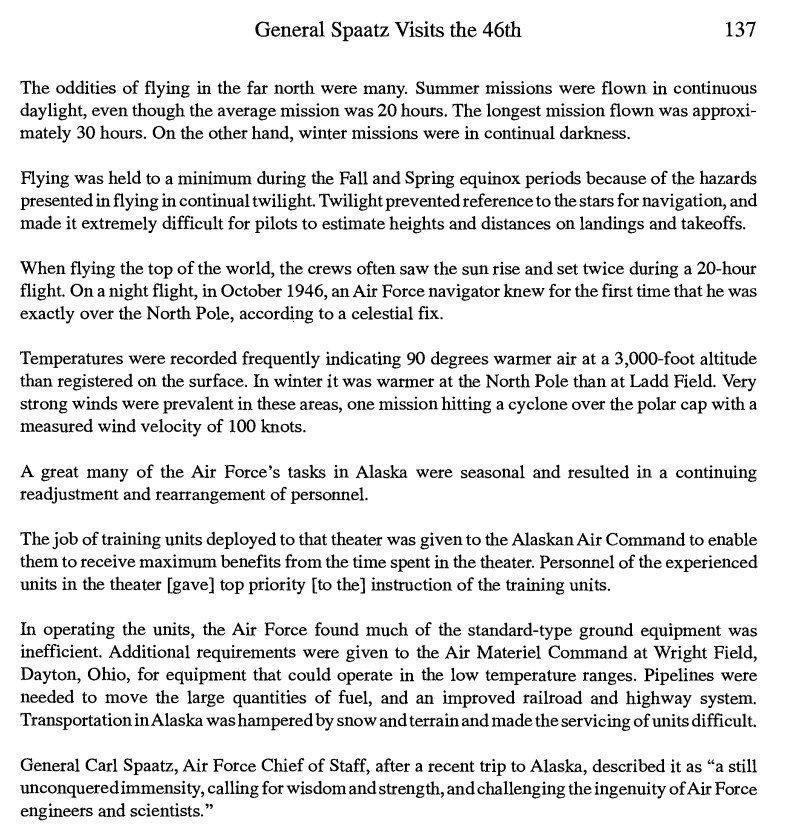 General Spaatz Visits the 46th 137
The oddities of flying in the far north were many. Summer missions were flown in continuous
daylight, even though the average mission was 20 hours. The longest mission flown was approxi-
mately 30 hours. On the other hand, winter missions were in continual darkness.
Flying was held to a minimum during the Fall and Spring equinox periods because of the hazards
presented in flying in continual twilight. Twilight prevented reference to the stars for navigation, and
made it extremely difficult for pilots to estimate heights and distances on landings and takeoffs.
When flying the top of the world, the crews often saw the sun rise and set twice during a 20-hour
flight. On a night flight, in October 1946, an Air Force navigator knew for the first time that he was
exactly over the North Pole, according to a celestial fix.
Temperatures were recorded frequently indicating 90 degrees warmer air at a 3,000-foot altitude
than registered on the surface. In winter it was warmer at the North Pole than at Ladd Field. Very
strong winds were prevalent in these areas, one mission hitting a cyclone over the polar cap with a
measured wind velocity of 100 knots.
A great many of the Air Force's tasks in Alaska were seasonal and resulted in a continuing
readjustment and rearrangement of personnel.
The job of training units deployed to that theater was given to the Alaskan Air Command to enable
them to receive maximum benefits from the time spent in the theater. Personnel of the experienced
units in the theater [gave] top priority [to the] instruction of the training units.
In operating the units, the Air Force found much of the standard-type ground equipment was
inefficient. Additional requirements were given to the Air Materiel Command at Wright Field,
Dayton, Ohio, for equipment that could operate in the low temperature ranges. Pipelines were
needed to move the large quantities of fuel, and an improved railroad and highway system.
Transportation in Alaska was hampered by snow and terrain and made the servicing of units difficult.
General Carl Spaatz, Air Force Chief of Staff, after a recent trip to Alaska, described it as “a still
unconquered immensity, calling for wisdom and strength, and challenging the ingenuity of Air Force
engineers and scientists.”